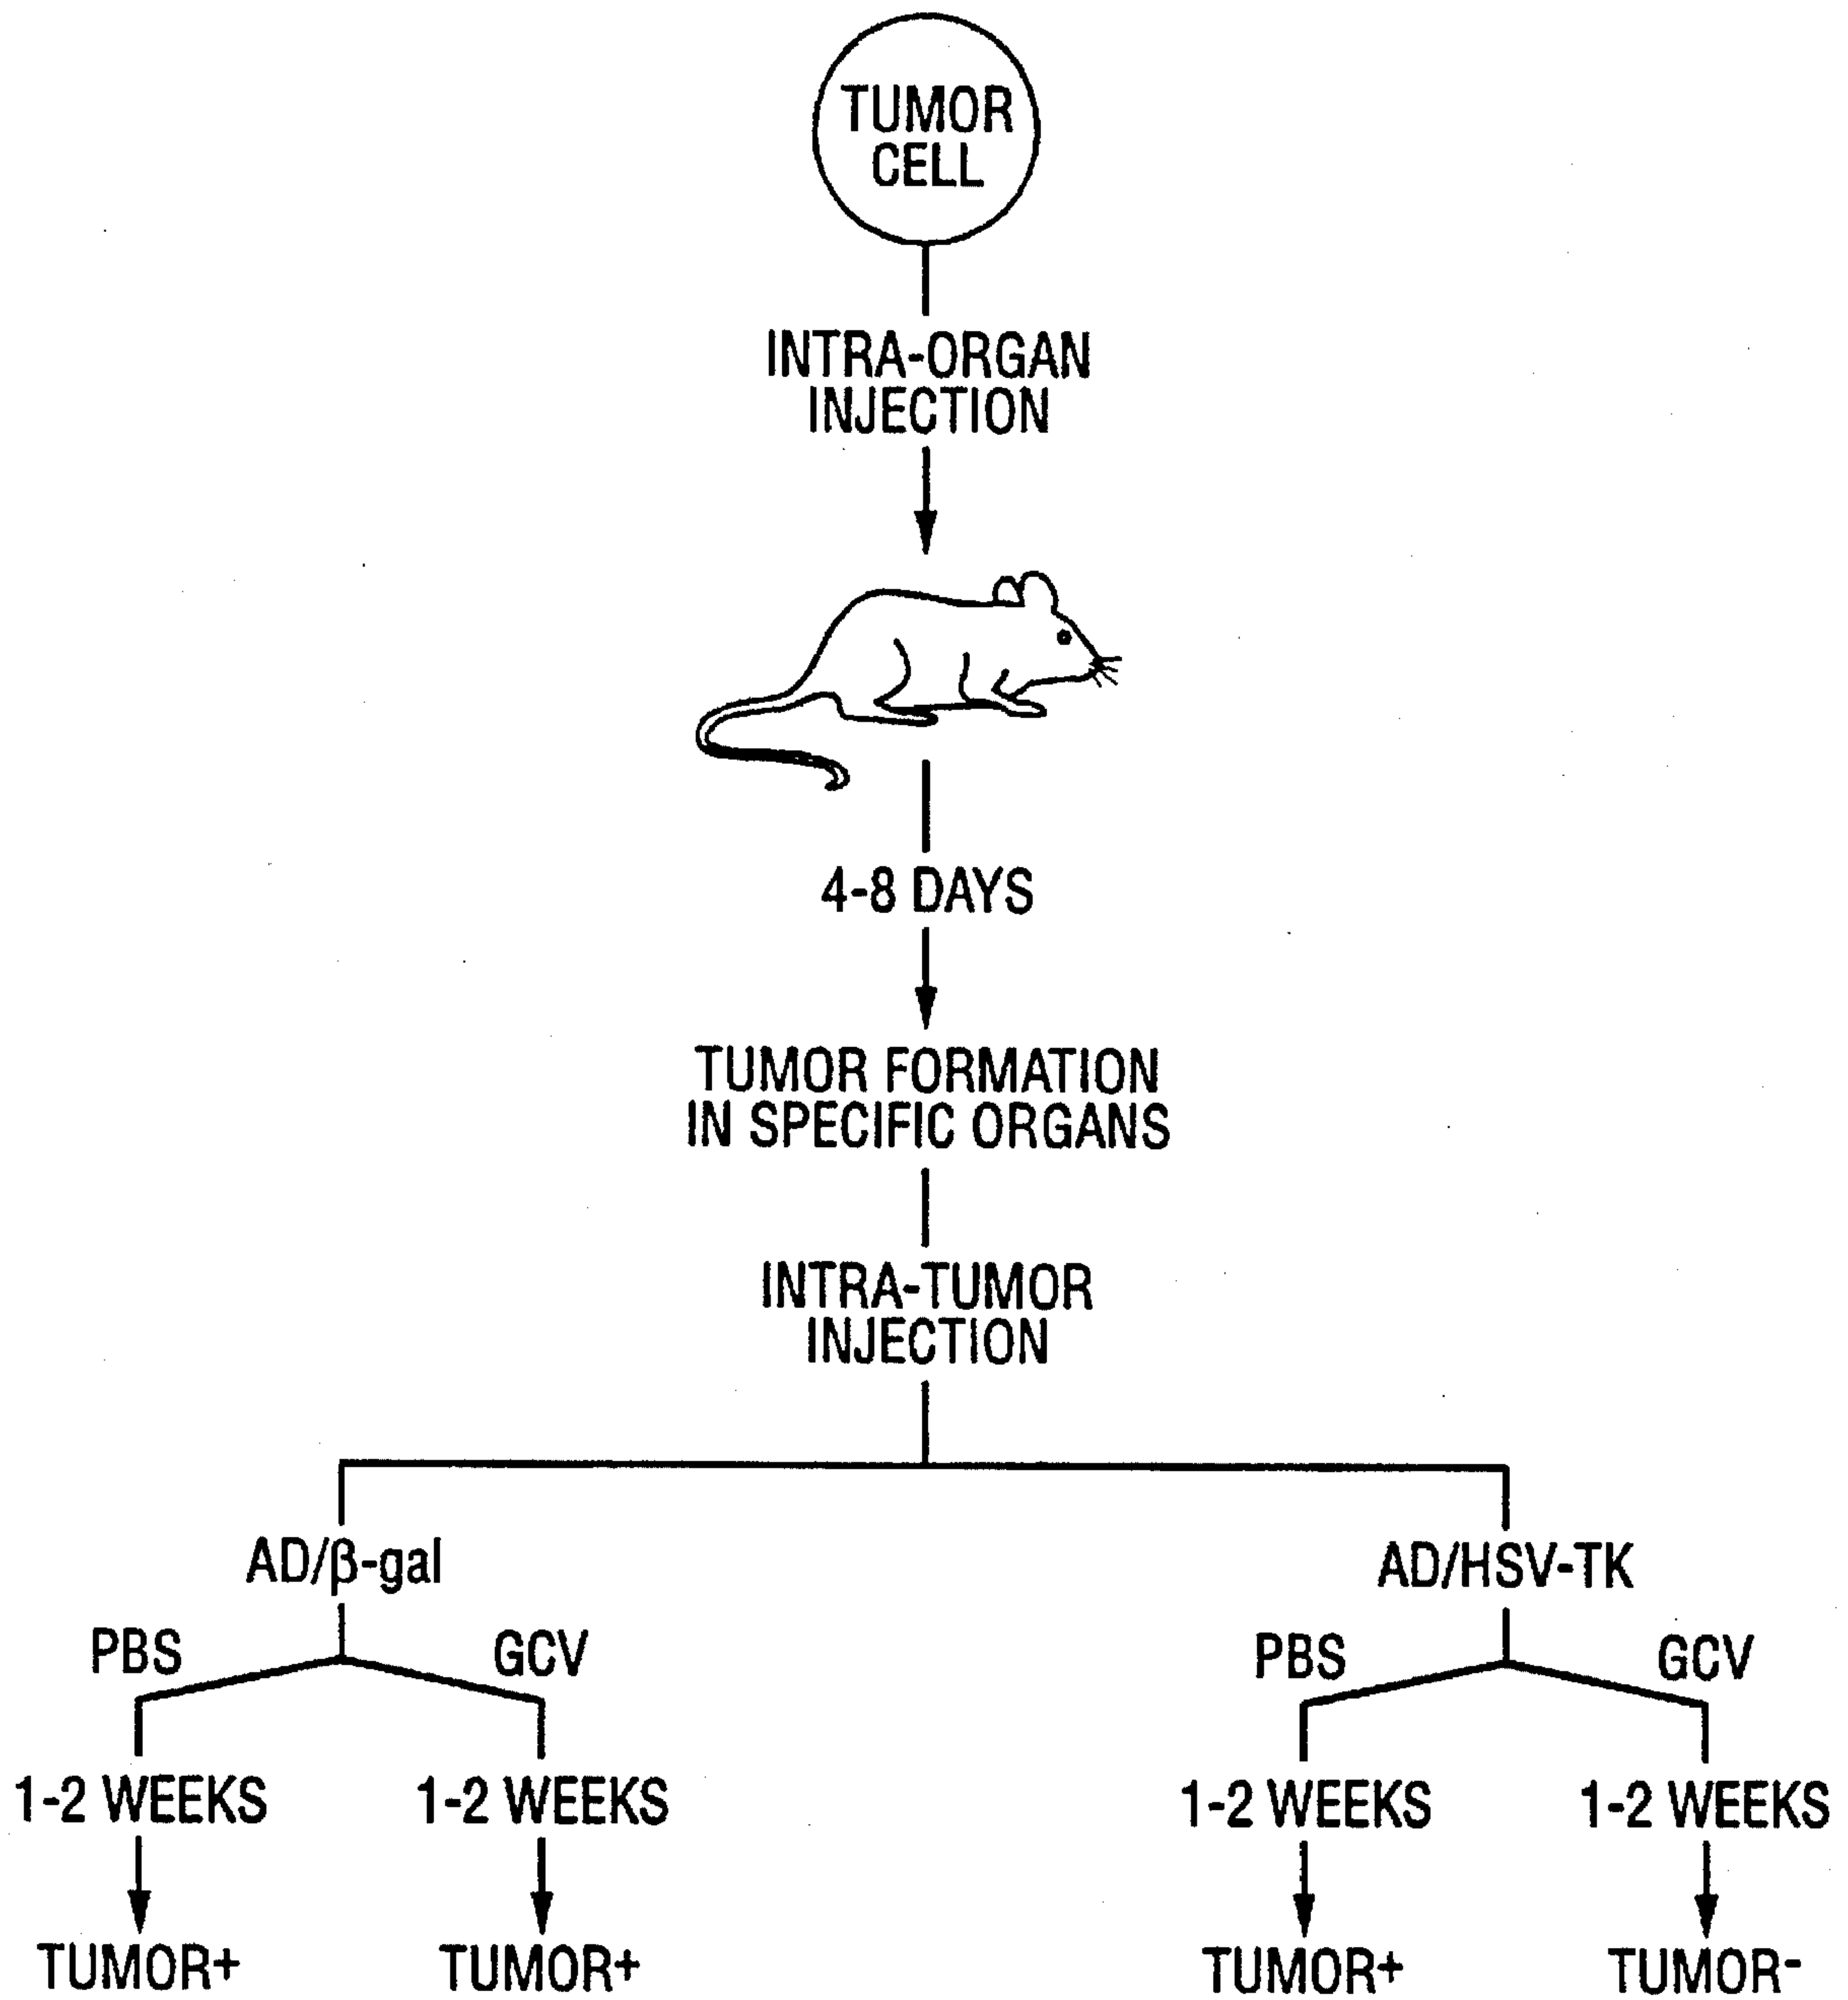 TUMOR
CELL
INTRA-ORGAN
INJECTION
4-8 DAYS
TUMOR FORMATION
IN SPECIFIC ORGANS
INTRA-TUMOR
INJECTION
AD/β-gal
AD/HSV-TK
PBS
GCV
PBS
GCV
1-2 WEEKS
1-2 WEEKS
1-2 WEEKS
1-2 WEEKS
TUMOR+
TUMOR+
TUMOR+
TUMOR-